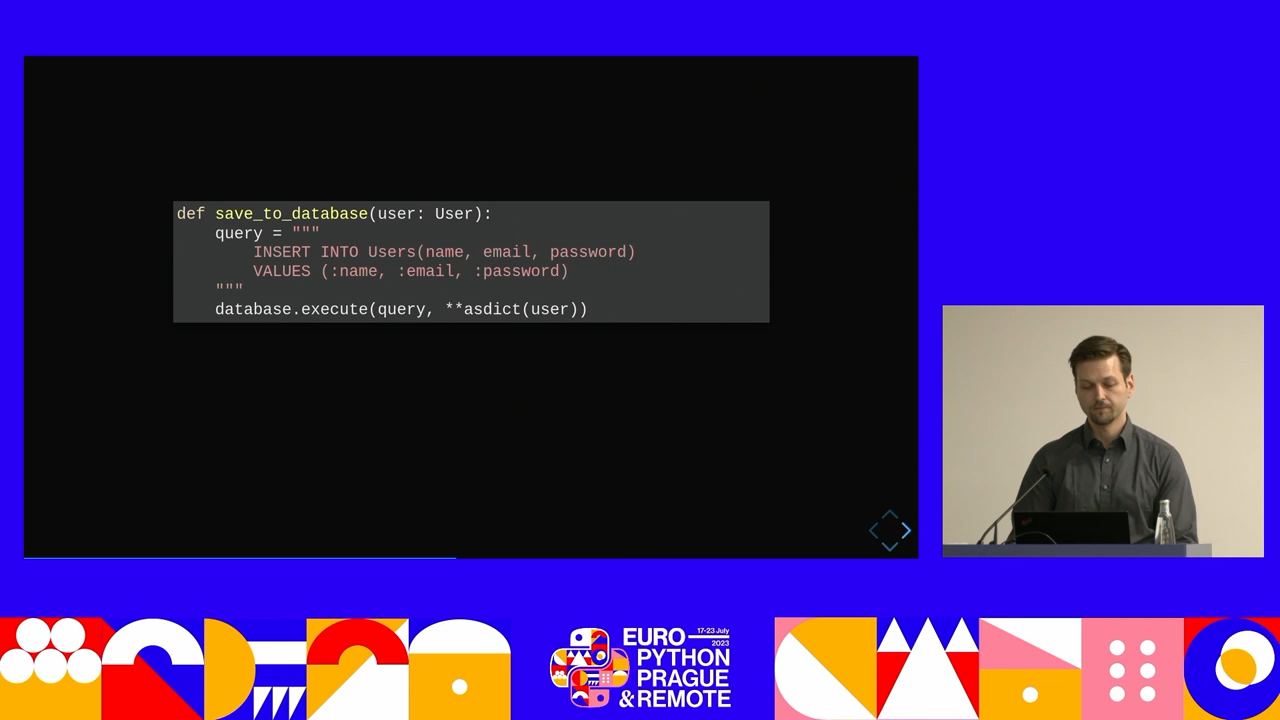 def save_to_database(user: User):
    query = """
        INSERT INTO Users(name, email, password)
        VALUES (:name, :email, :password)
    """
    database.execute(query, **asdict(user))
EURO 17-23 July 2023
PYTHON
PRAGUE
&REMOTE